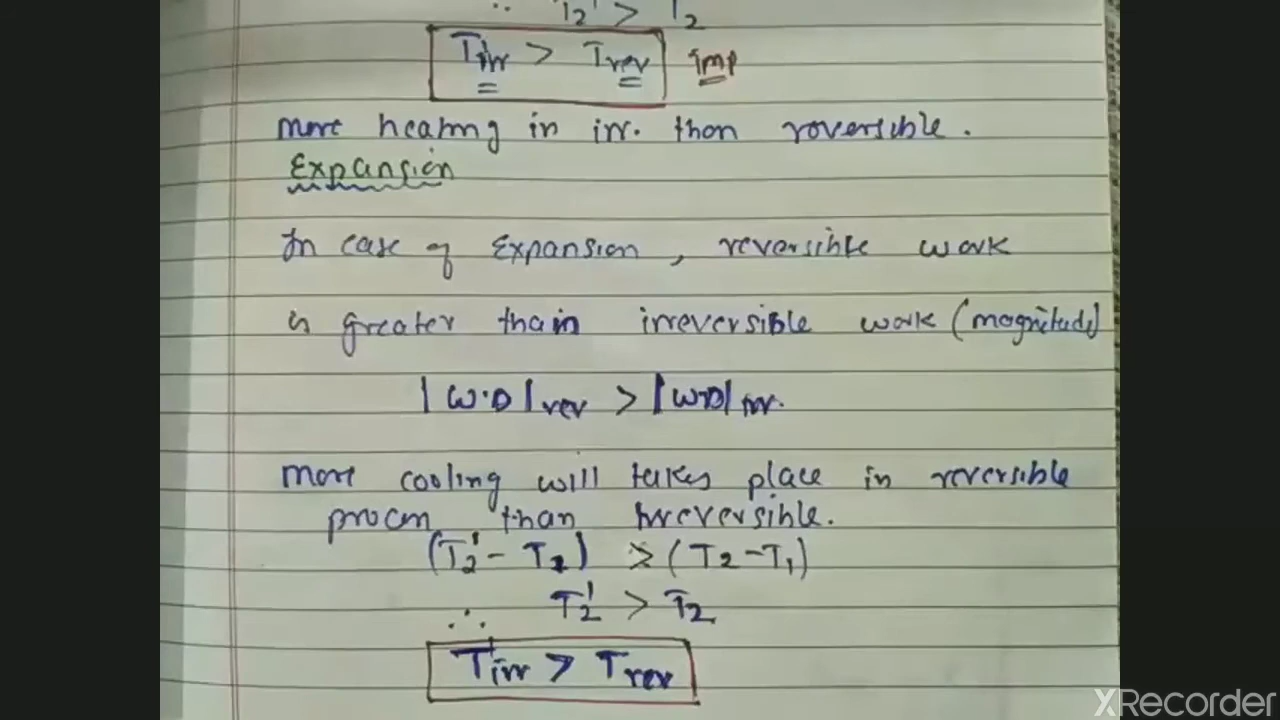 ∴ T2' > T2
Tirr > Trev imp
more heating in irr. than roversible.
Expansion
In case of Expansion, reversible work
is greater than irreversible work (magnitude)
|W.D|rev > |W.D|irr.
more cooling will takes place in reversible
process than irreversible.
(T2' - T1) > (T2 - T1)
∴ T2' > T2
Tirr > Trev
XRecorder